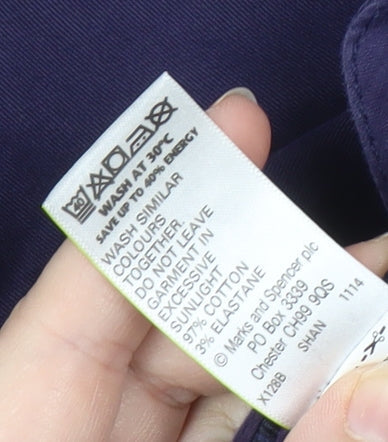 WASH AT 30°C
SAVE UP TO 40% ENERGY
WASH SIMILAR
COLOURS
TOGETHER
DO NOT LEAVE
GARMENT IN
EXCESSIVE
SUNLIGHT
97% COTTON
3% ELASTANE
© Marks and Spencer plc
PO Box 3339
Chester CH99 9QS
X128B SHAN 1114